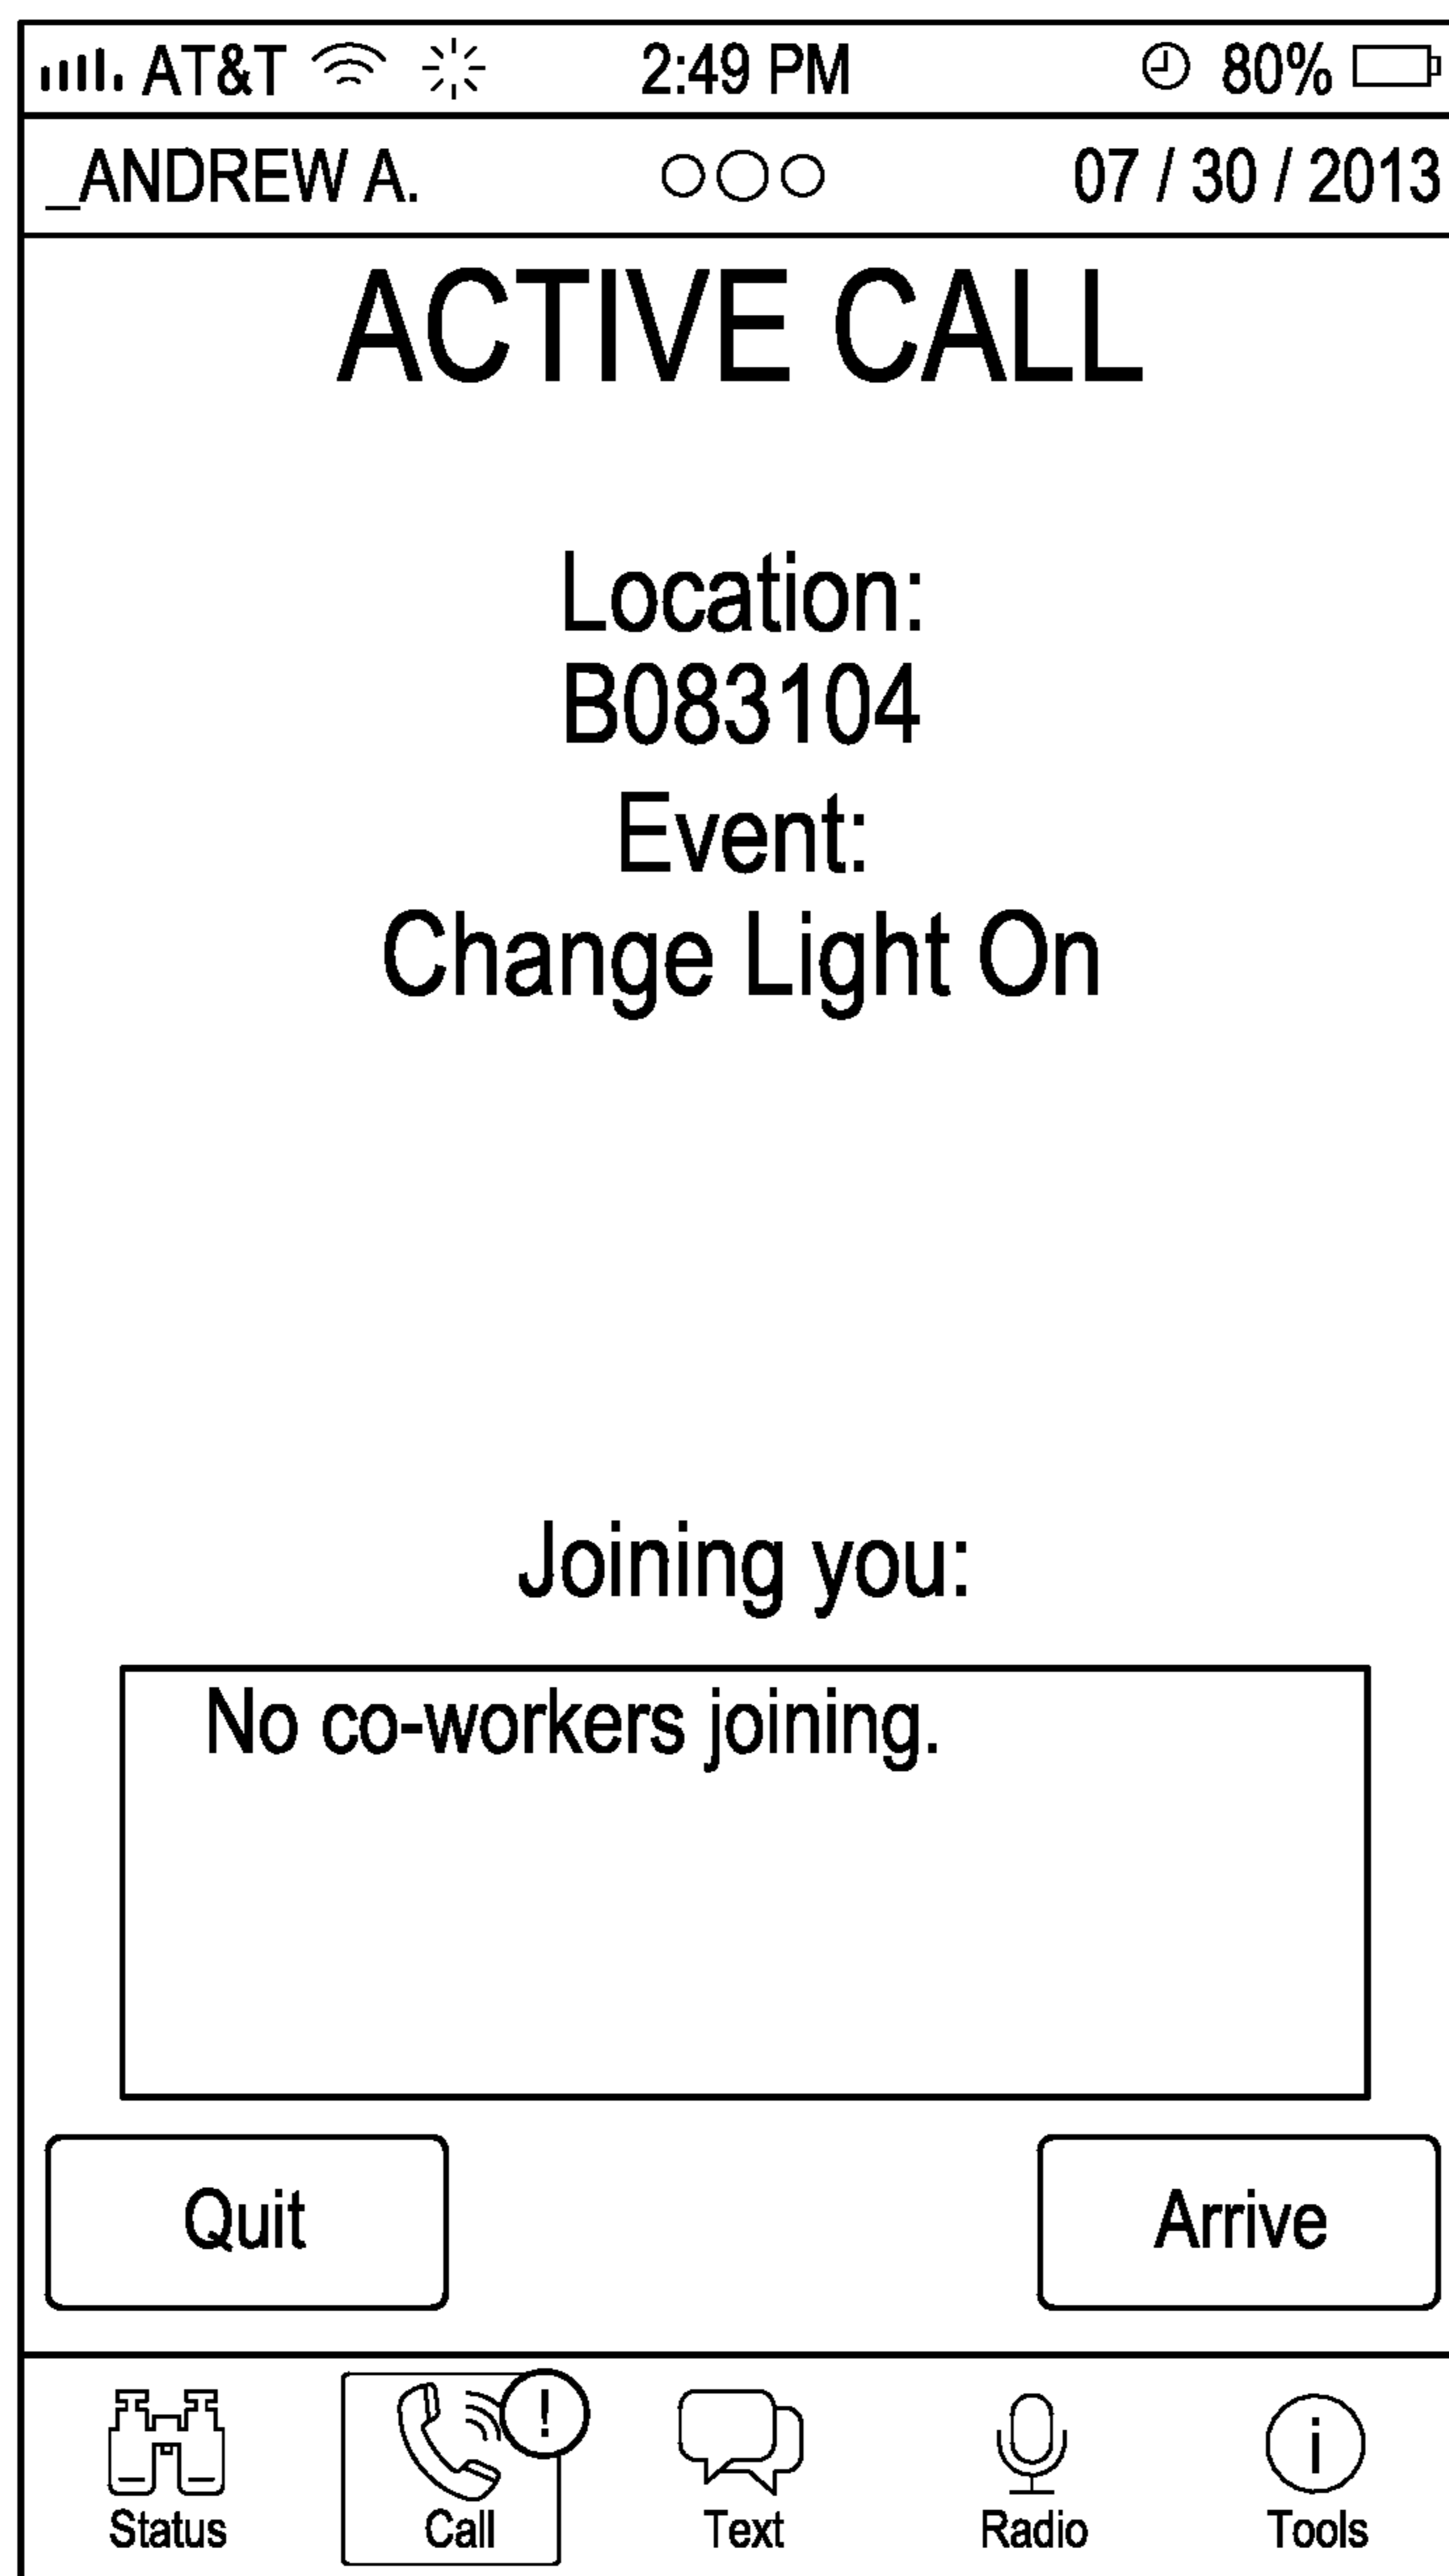 AT&T 2:49 PM 80%
_ANDREW A. 07 / 30 / 2013
ACTIVE CALL
Location:
B083104
Event:
Change Light On
Joining you:
No co-workers joining.
Quit Arrive
!
i
Status Call Text Radio Tools